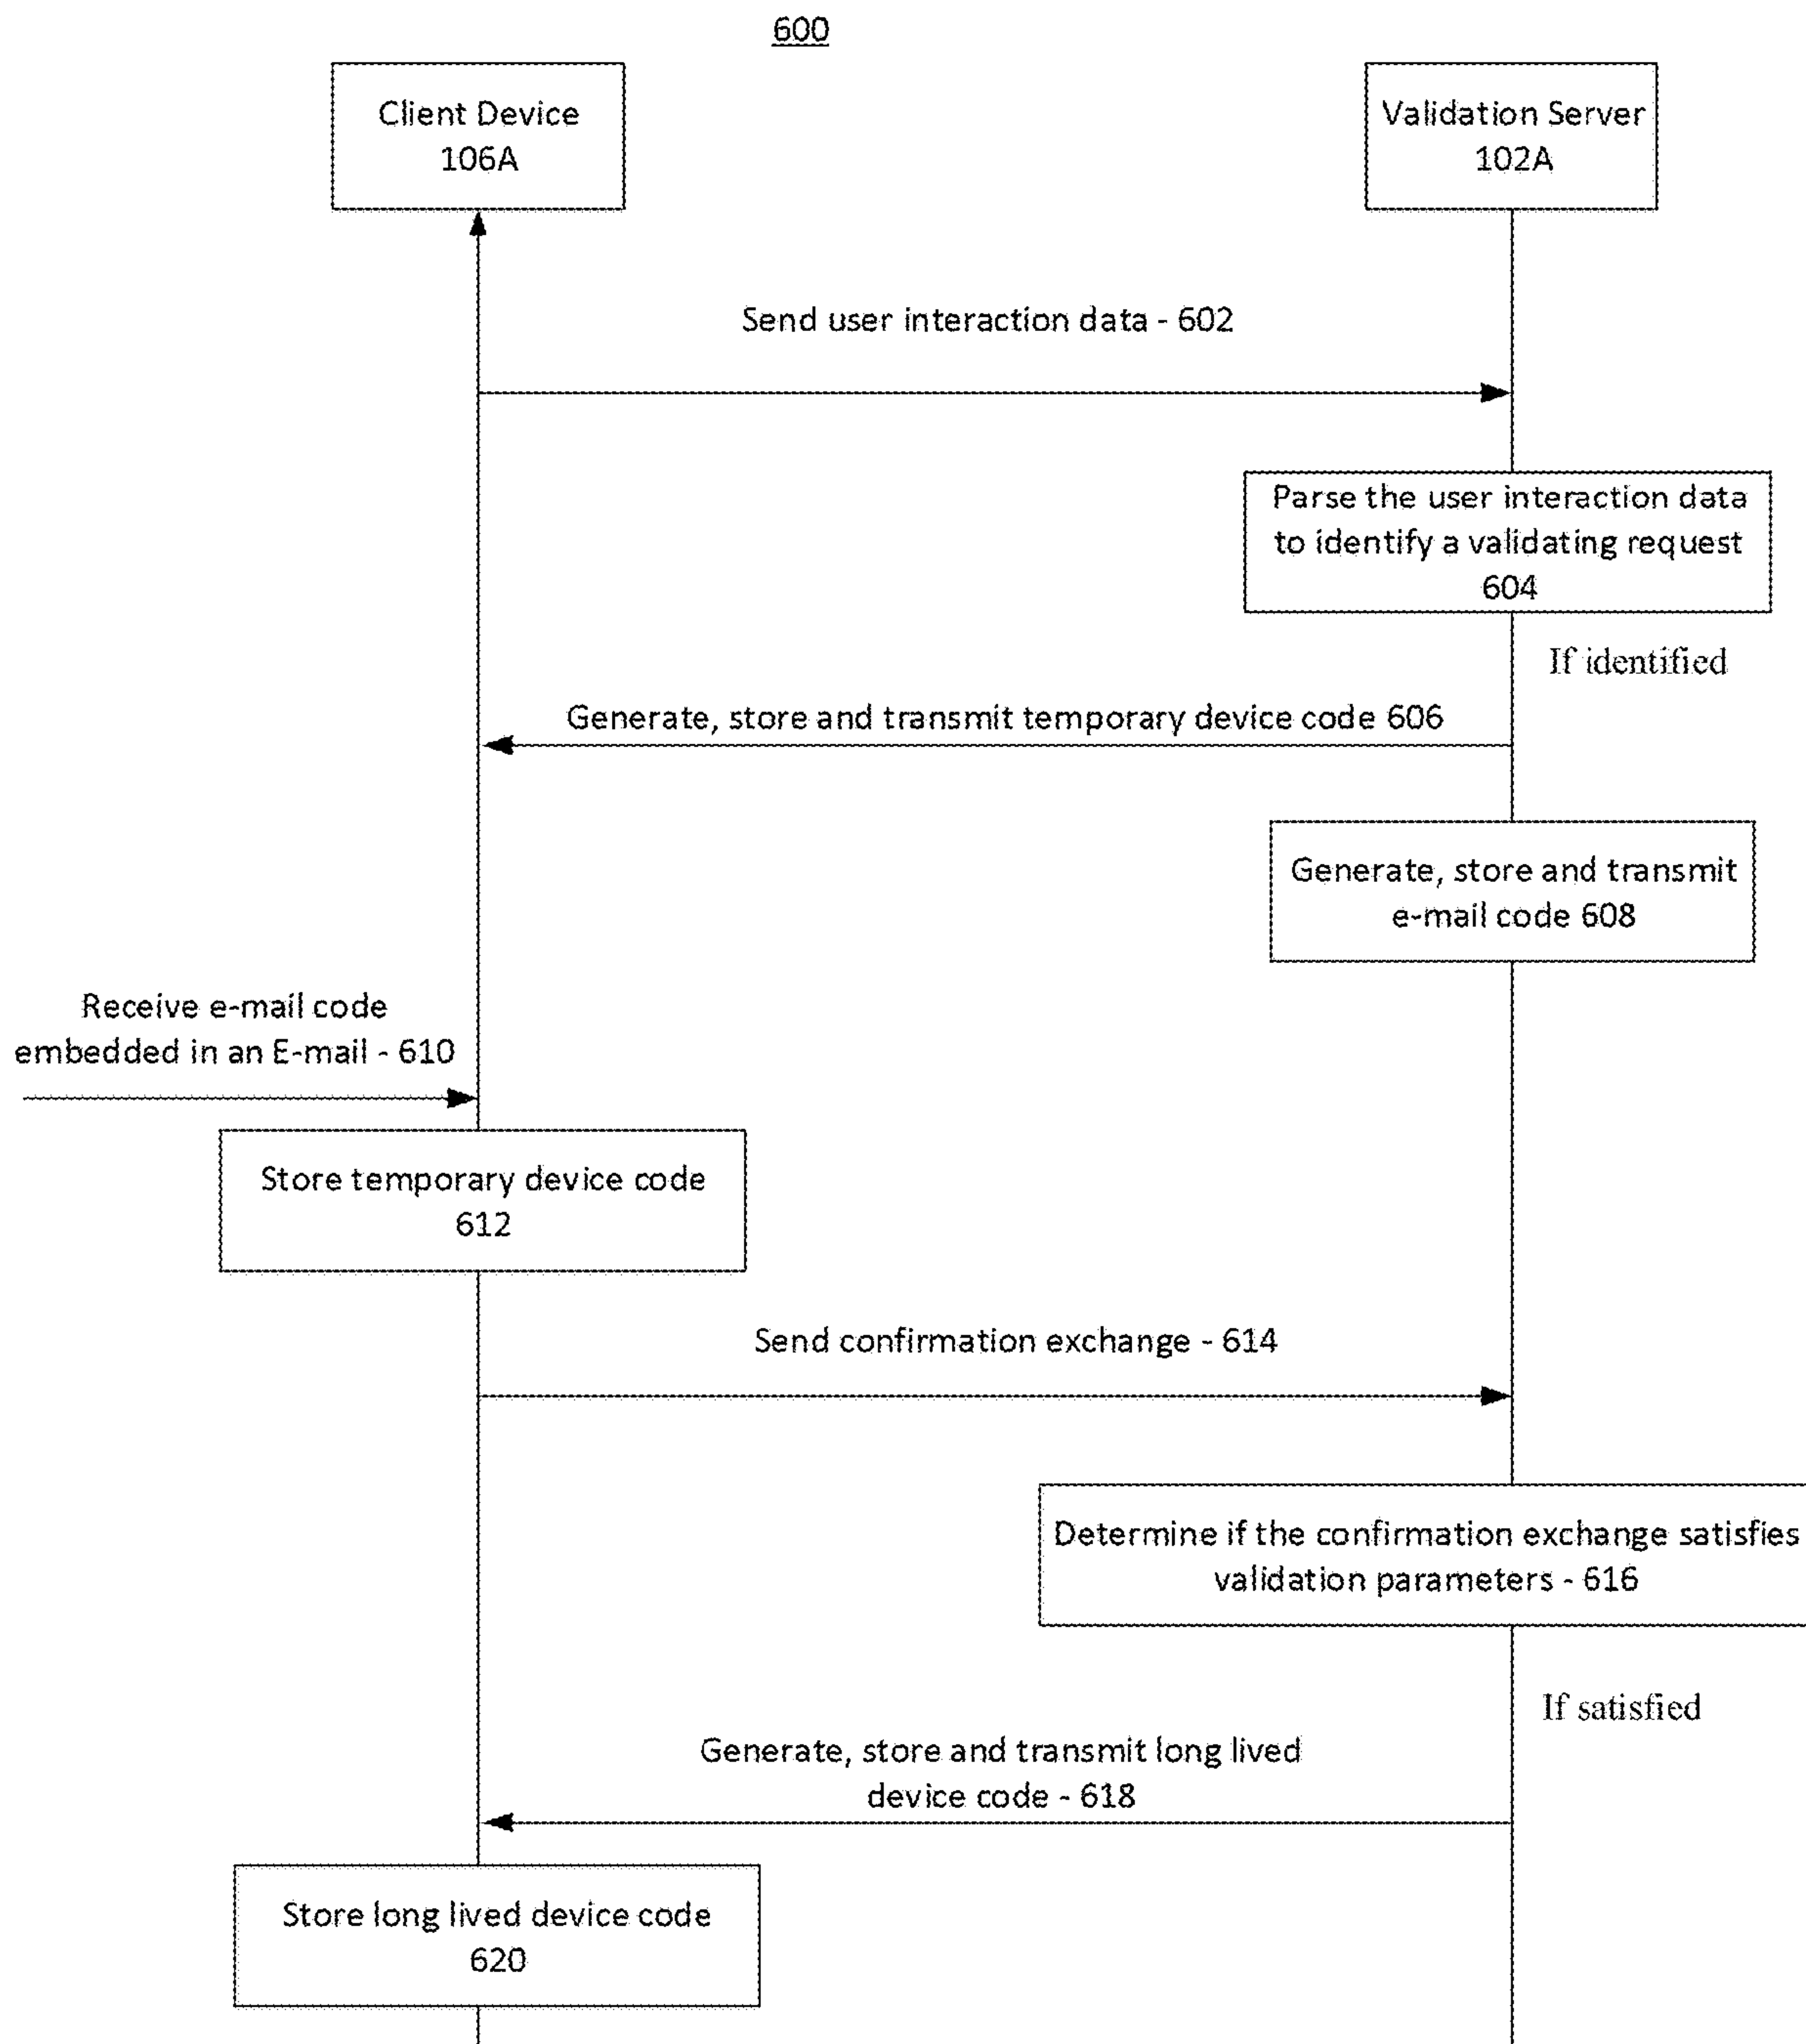 600
Client Device
106A
Validation Server
102A
Send user interaction data - 602
Parse the user interaction data
to identify a validating request
604
If identified
Generate, store and transmit temporary device code 606
Generate, store and transmit
e-mail code 608
Receive e-mail code
embedded in an E-mail - 610
Store temporary device code
612
Send confirmation exchange - 614
Determine if the confirmation exchange satisfies
validation parameters - 616
If satisfied
Generate, store and transmit long lived
device code - 618
Store long lived device code
620